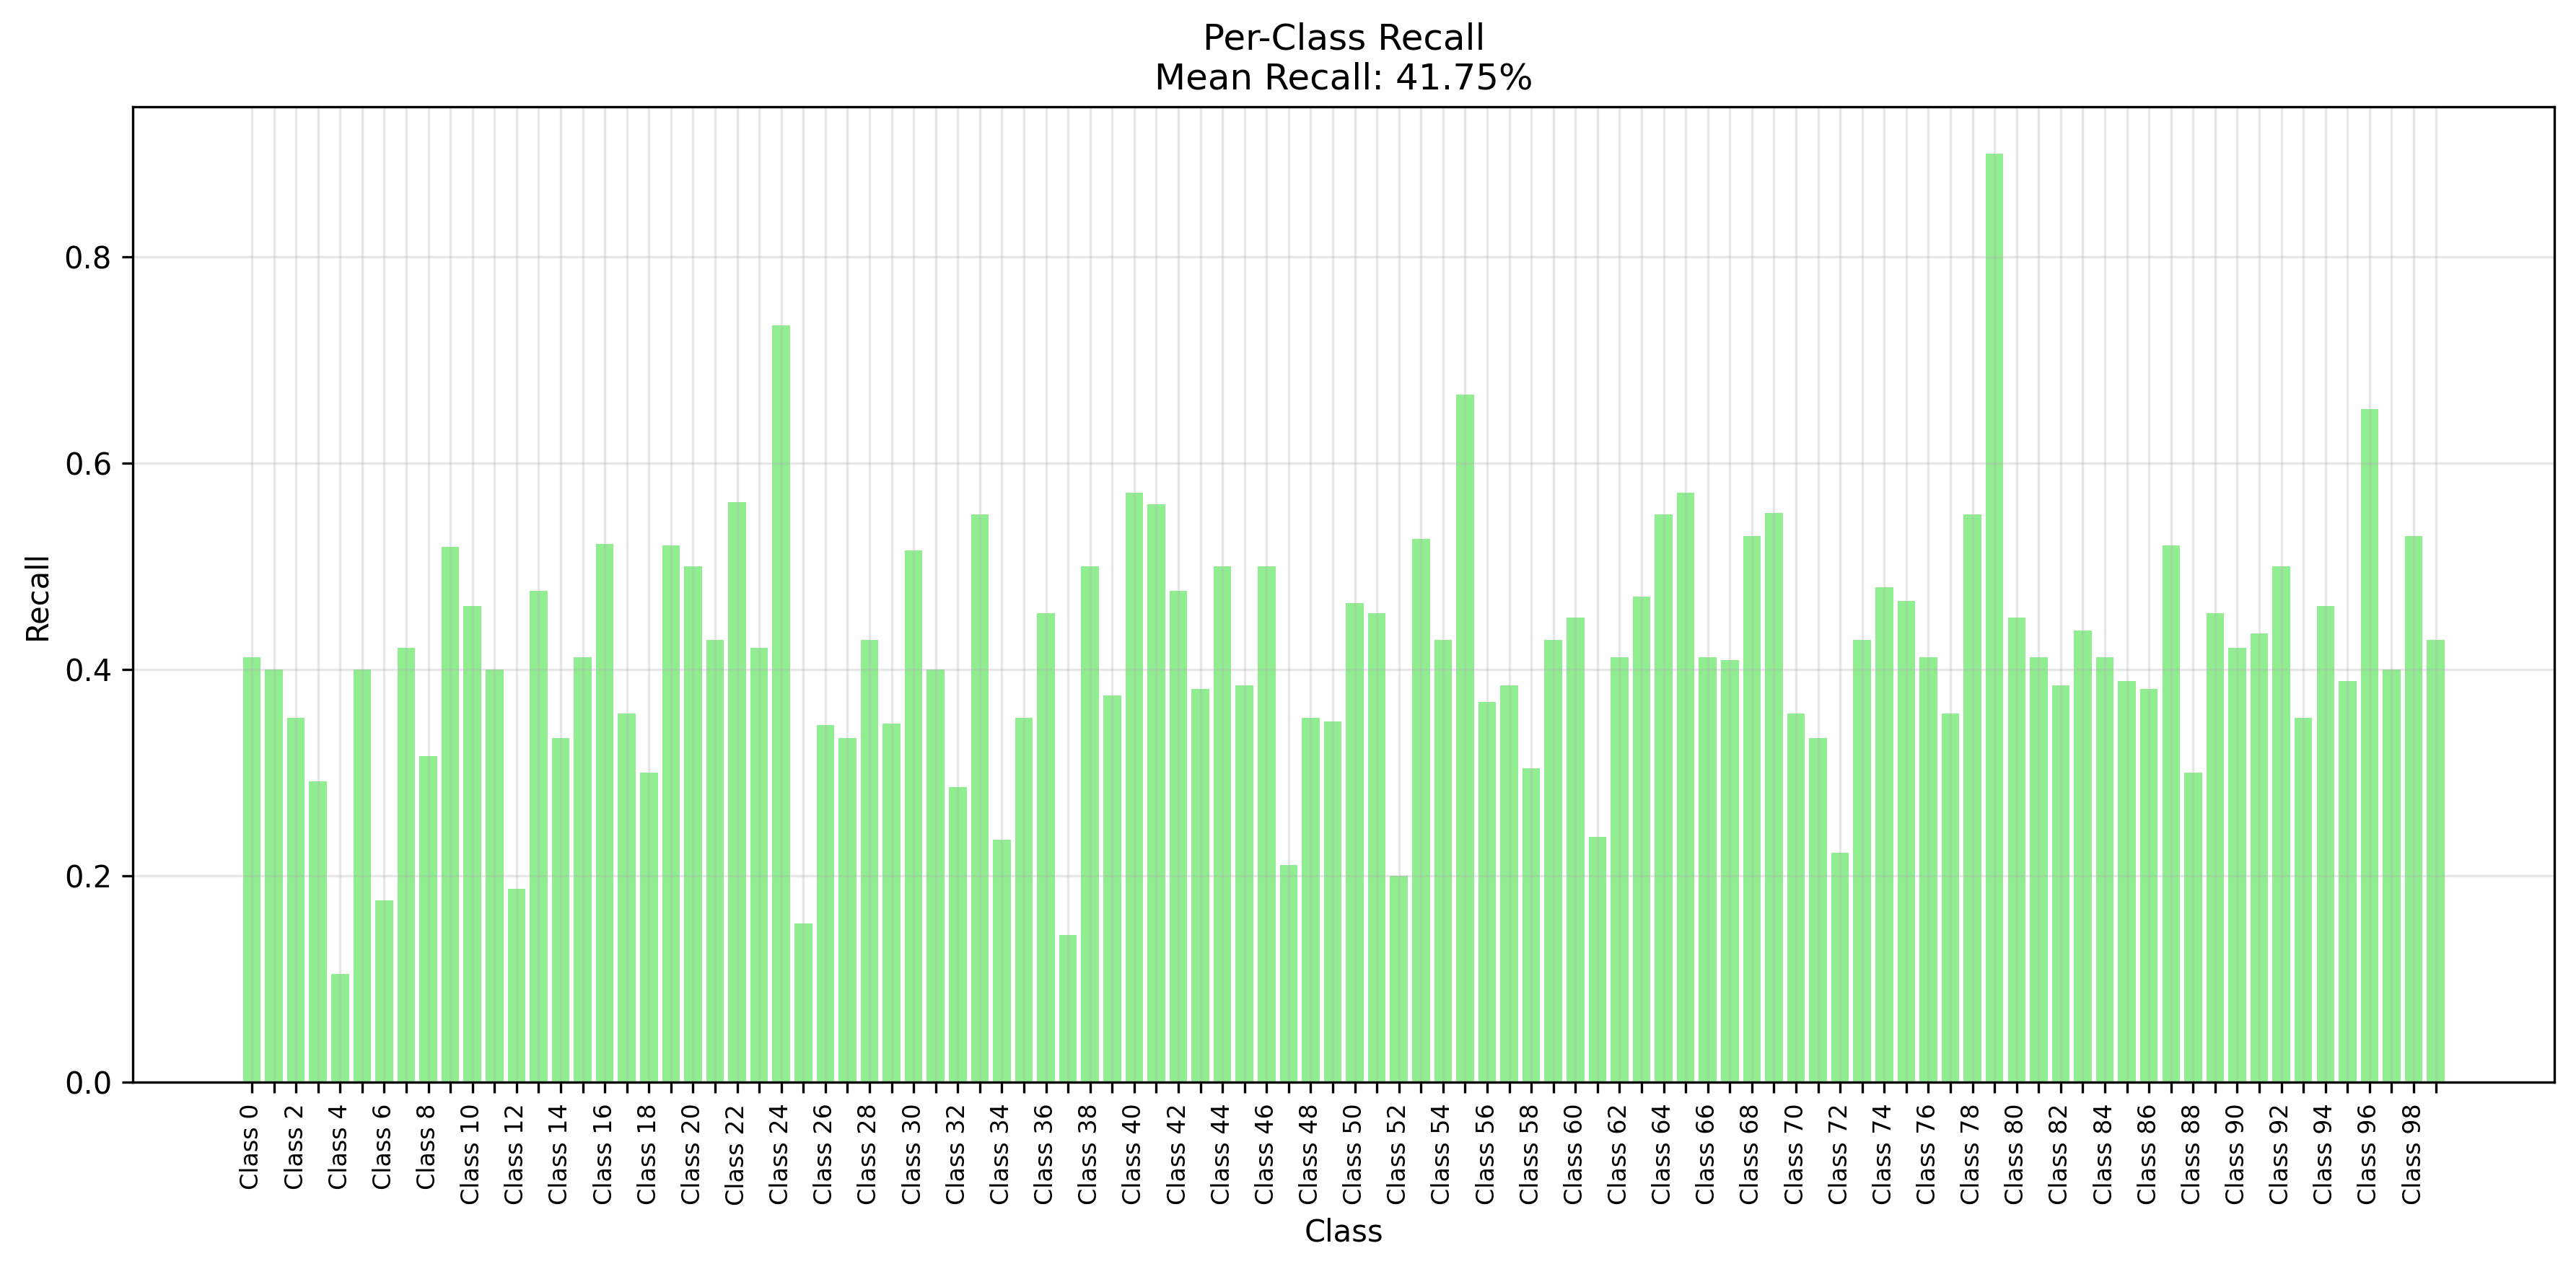 Per-Class Recall
Mean Recall: 41.75%
Recall
0.8
0.6
0.4
0.2
0.0
Class 0
Class 2
Class 4
Class 6
Class 8
Class 10
Class 12
Class 14
Class 16
Class 18
Class 20
Class 22
Class 24
Class 26
Class 28
Class 30
Class 32
Class 34
Class 36
Class 38
Class 40
Class 42
Class 44
Class 46
Class 48
Class 50
Class 52
Class 54
Class 56
Class 58
Class 60
Class 62
Class 64
Class 66
Class 68
Class 70
Class 72
Class 74
Class 76
Class 78
Class 80
Class 82
Class 84
Class 86
Class 88
Class 90
Class 92
Class 94
Class 96
Class 98
Class